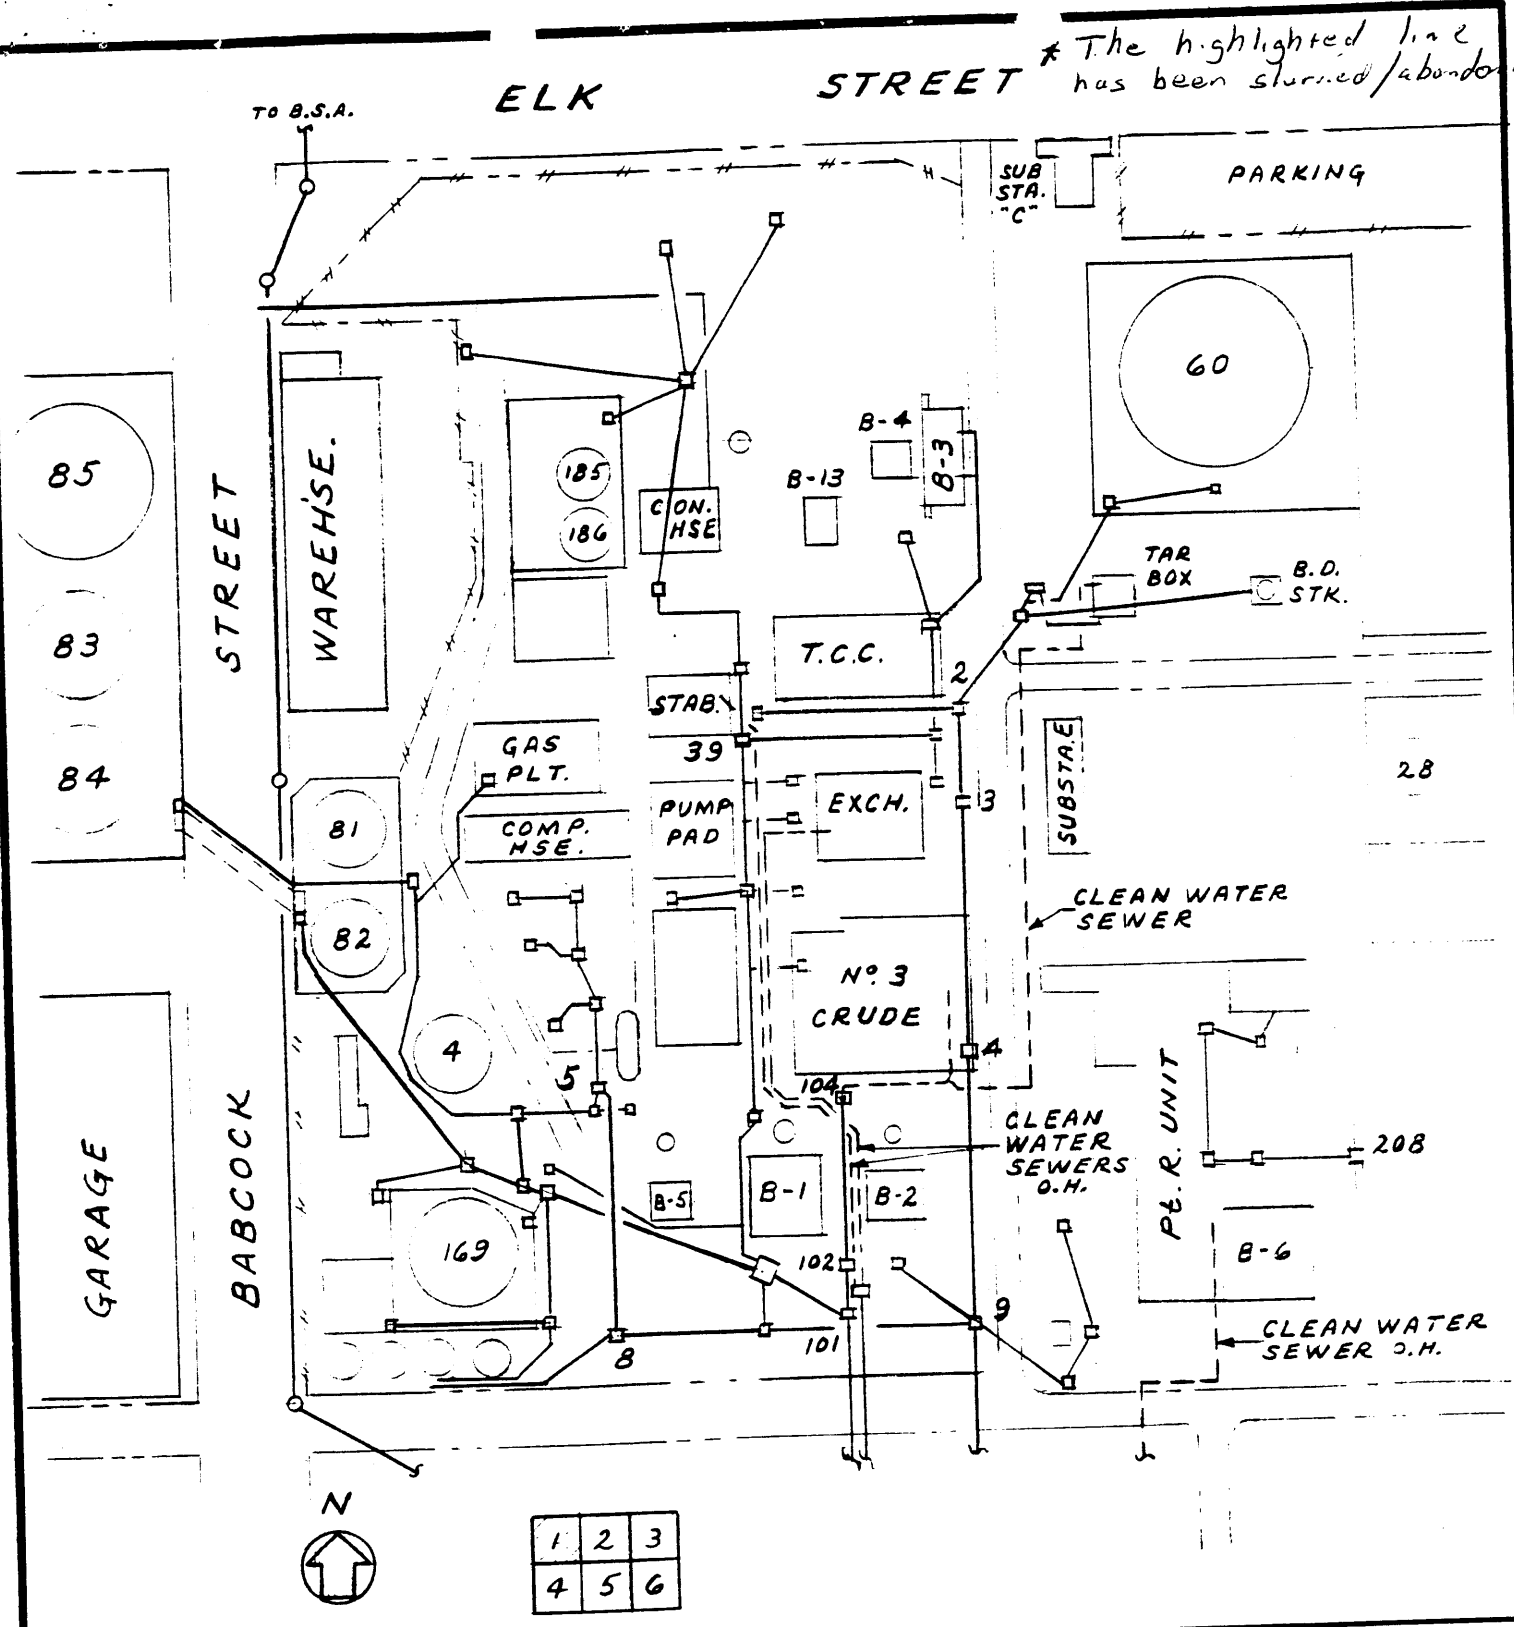 * The highlighted line
has been slurried/abando
ELK STREET
TO B.S.A.
SUB
STA.
"C"
PARKING
60
85
STREET
WAREH'SE.
185
186
CON.
HSE
B-4
B-3
B-13
TAR
BOX
B.D.
STK.
83
T.C.C.
2
STAB.
39
GAS
PLT.
84
PUMP
PAD
EXCH.
3
SUBSTA.E
28
81
COMP.
HSE.
CLEAN WATER
SEWER
82
Nº. 3
CRUDE
4
4
5
104
CLEAN
WATER
SEWERS
O.H.
Pt. R. UNIT
208
GARAGE
BABCOCK
B-5
B-1
B-2
169
102
B-6
9
101
8
CLEAN WATER
SEWER O.H.
N
1 2 3
4 5 6